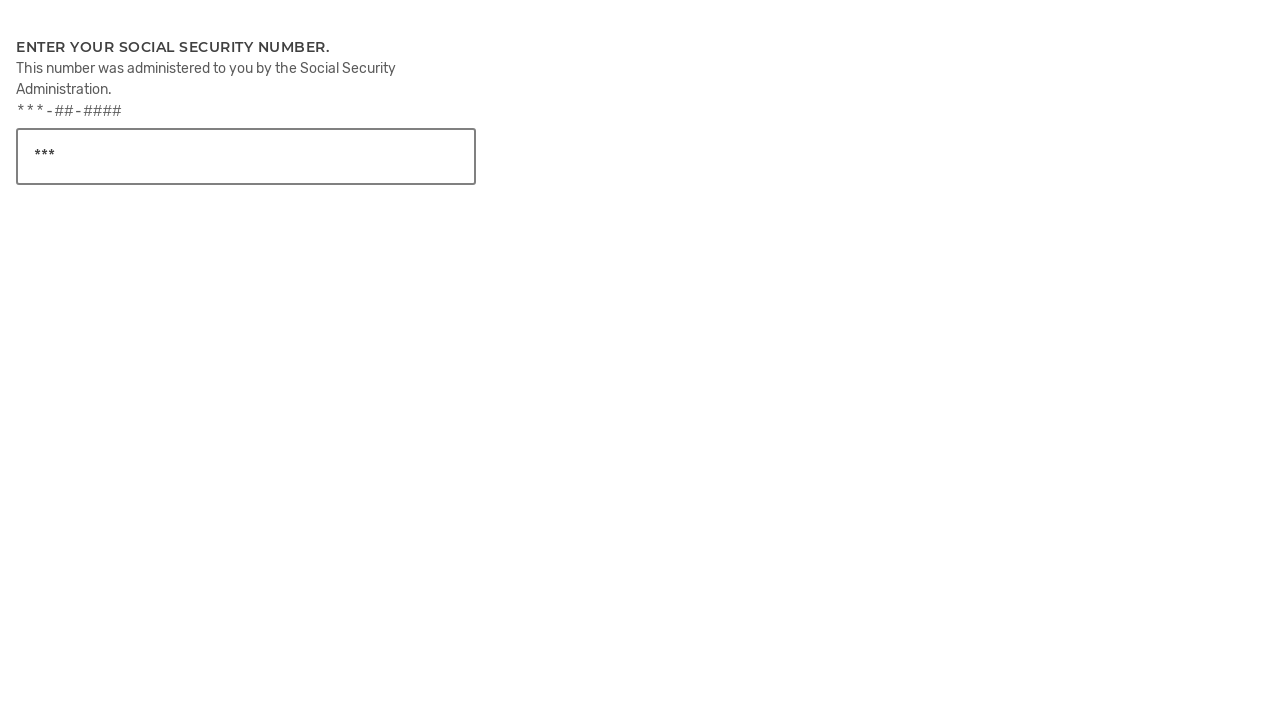 ENTER YOUR SOCIAL SECURITY NUMBER.
This number was administered to you by the Social Security
Administration.
***-##-####
***